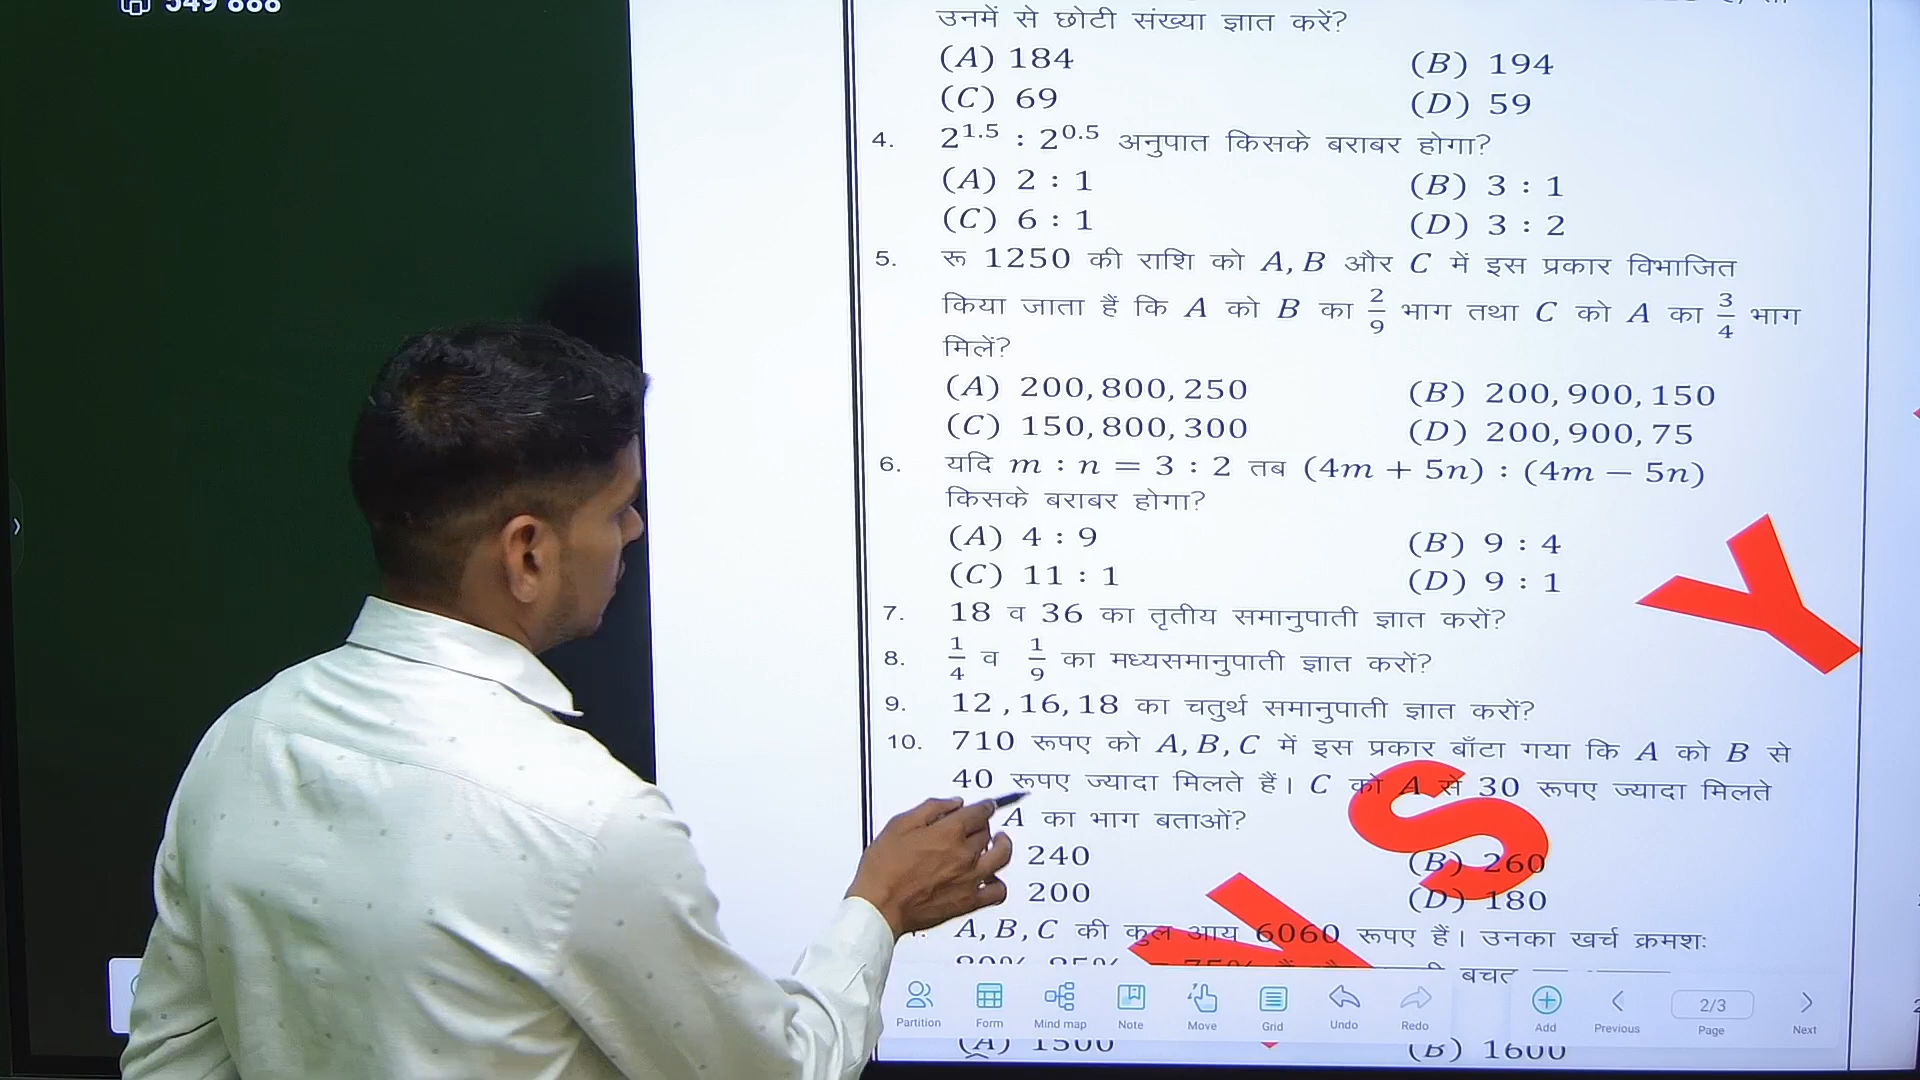 549 888
उनमें से छोटी संख्या ज्ञात करें?
(A) 184 (B) 194
(C) 69 (D) 59
4. 2^1.5 : 2^0.5 अनुपात किसके बराबर होगा?
(A) 2 : 1 (B) 3 : 1
(C) 6 : 1 (D) 3 : 2
5. रू 1250 की राशि को A, B और C में इस प्रकार विभाजित
किया जाता हैं कि A को B का 2/9 भाग तथा C को A का 3/4 भाग
मिलें?
(A) 200, 800, 250 (B) 200, 900, 150
(C) 150, 800, 300 (D) 200, 900, 75
6. यदि m : n = 3 : 2 तब (4m + 5n) : (4m − 5n)
किसके बराबर होगा?
(A) 4 : 9 (B) 9 : 4
(C) 11 : 1 (D) 9 : 1
7. 18 व 36 का तृतीय समानुपाती ज्ञात करों?
8. 1/4 व 1/9 का मध्यसमानुपाती ज्ञात करों?
9. 12 , 16, 18 का चतुर्थ समानुपाती ज्ञात करों?
10. 710 रूपए को A, B, C में इस प्रकार बाँटा गया कि A को B से
40 रूपए ज्यादा मिलते हैं। C को A से 30 रूपए ज्यादा मिलते
A का भाग बताओं?
240 (B) 260
200 (D) 180
A, B, C की कुल आय 6060 रूपए हैं। उनका खर्च क्रमशः
बचत
Partition Form Mind map Note Move Grid Undo Redo Add Previous 2/3 Page Next
(A) 1500 (B) 1600
Y
S